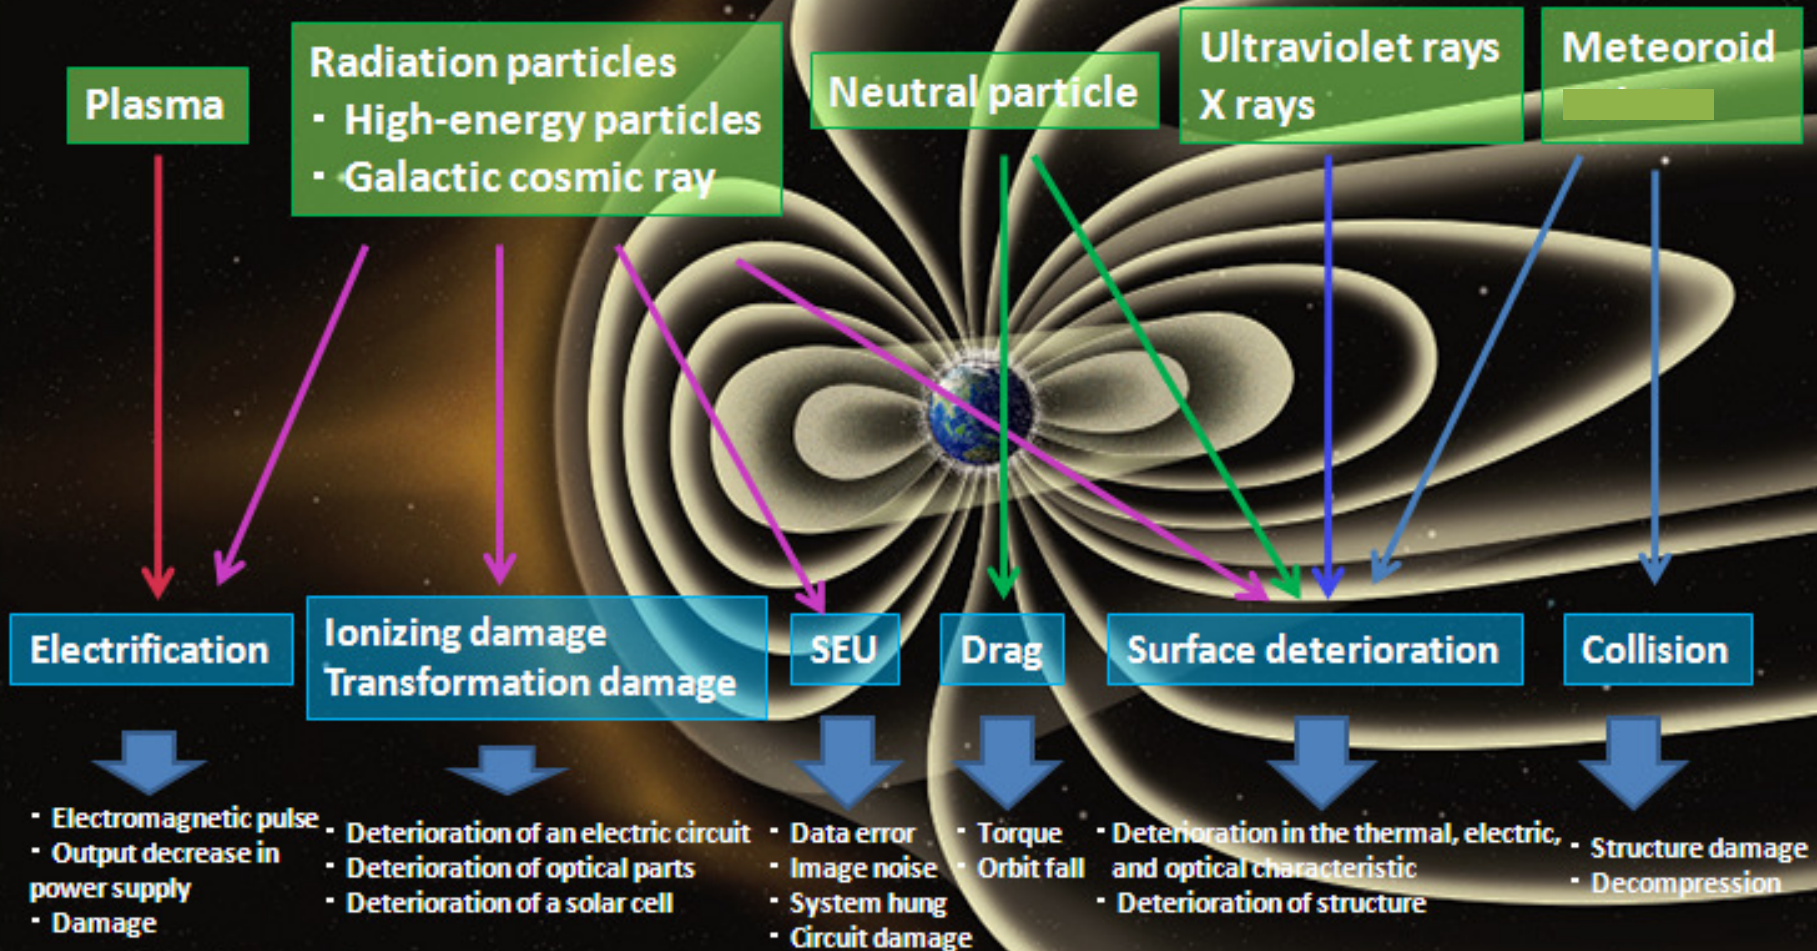 Plasma
Radiation particles
· High-energy particles
· Galactic cosmic ray
Neutral particle
Ultraviolet rays
X rays
Meteoroid
Electrification
Ionizing damage
Transformation damage
SEU
Drag
Surface deterioration
Collision
· Electromagnetic pulse
· Output decrease in
power supply
· Damage
· Deterioration of an electric circuit
· Deterioration of optical parts
· Deterioration of a solar cell
· Data error
· Image noise
· System hung
· Circuit damage
· Torque
· Orbit fall
· Deterioration in the thermal, electric,
and optical characteristic
· Deterioration of structure
· Structure damage
· Decompression